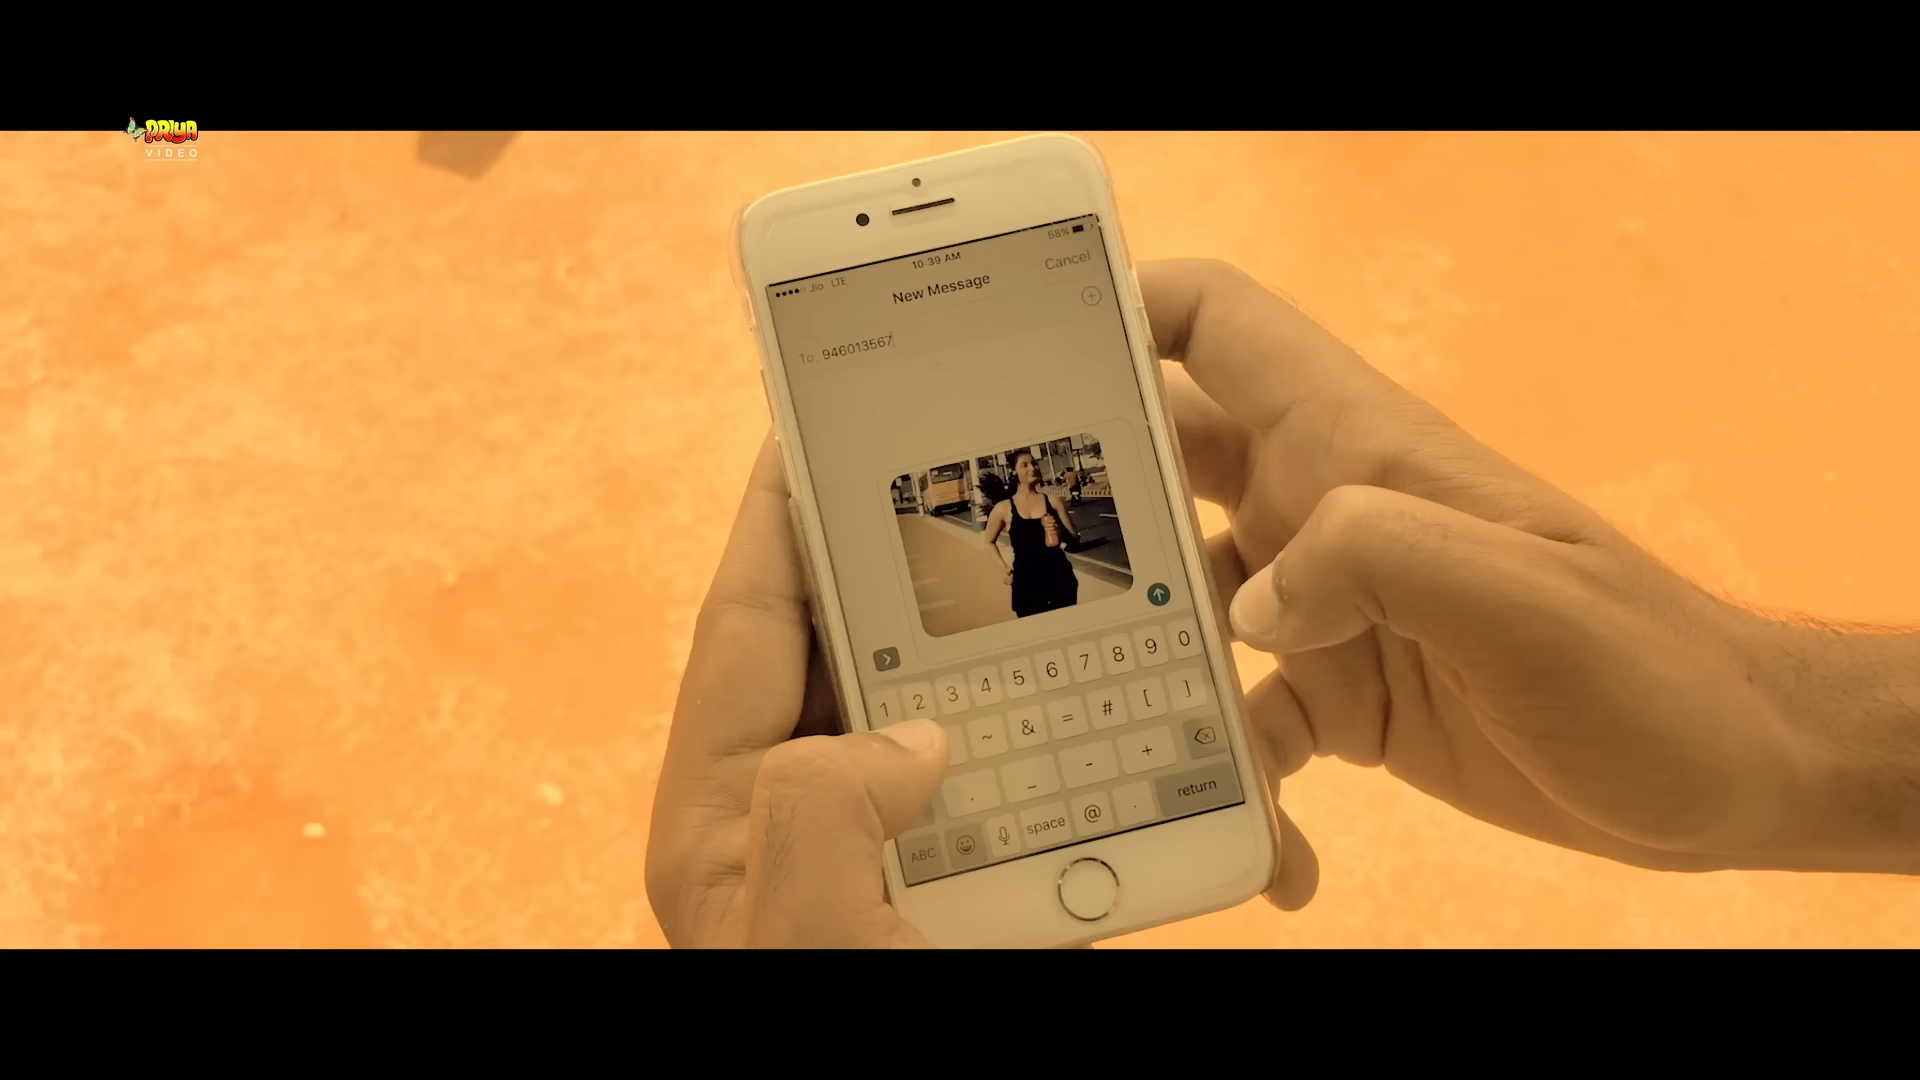 PRIYA
VIDEO
58%
10:39 AM
Jio LTE
Cancel
New Message
To: 946013567
1 2 3 4 5 6 7 8 9 0
~ & = # [ ]
. _ - +
ABC space @ . return